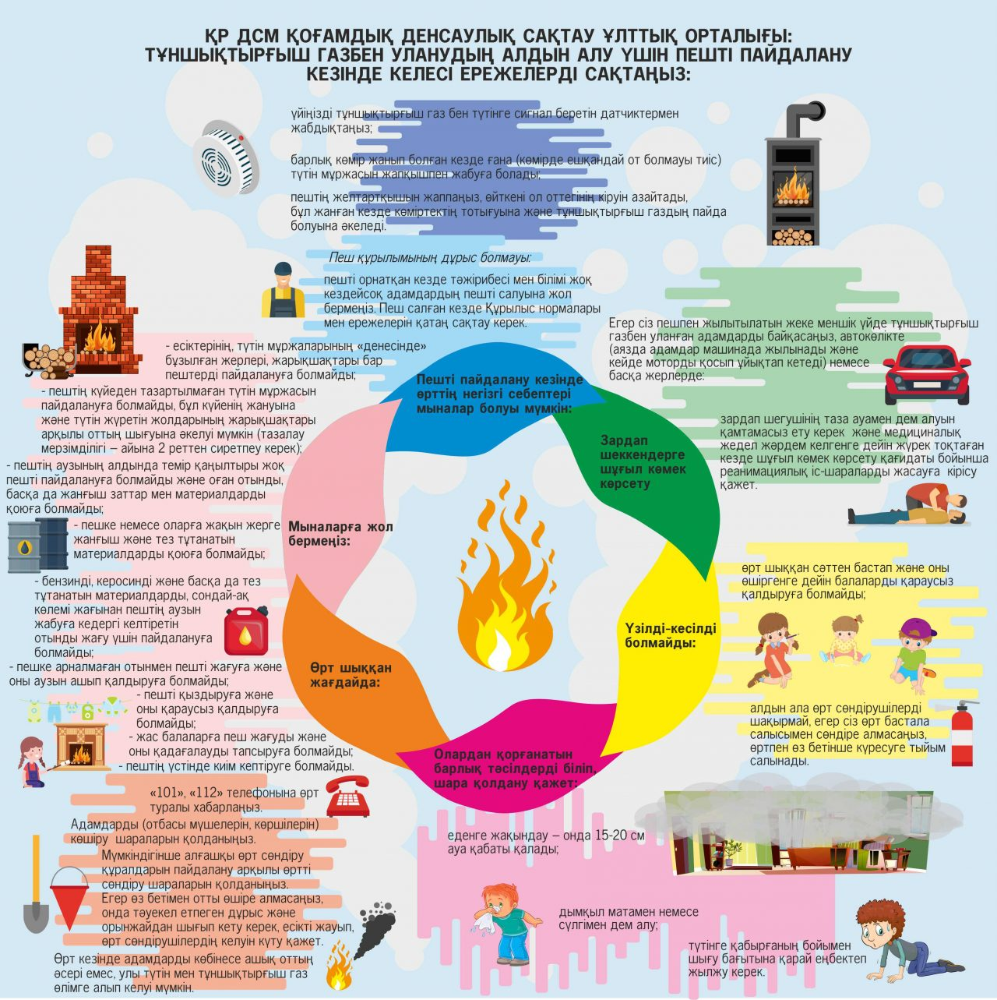 ҚР ДСМ ҚОҒАМДЫҚ ДЕНСАУЛЫҚ САҚТАУ ҰЛТТЫҚ ОРТАЛЫҒЫ:
ТҰНШЫҚТЫРҒЫШ ГАЗБЕН УЛАНУДЫҢ АЛДЫН АЛУ ҮШІН ПЕШТІ ПАЙДАЛАНУ
КЕЗІНДЕ КЕЛЕСІ ЕРЕЖЕЛЕРДІ САҚТАҢЫЗ:
үйіңізді тұншықтырғыш газ бен түтінге сигнал беретін датчиктермен
жабдықтаңыз;
барлық көмір жанып болған кезде ғана (көмірде ешқандай от болмауы тиіс)
түтін мұржасын жапқышпен жабуға болады;
пештің желтартқышын жаппаңыз, өйткені ол оттегінің кіруін азайтады,
бұл жанған кезде көміртектің тотығуына және тұншықтырғыш газдың пайда
болуына әкеледі.
Пеш құрылымының дұрыс болмауы:
пешті орнатқан кезде тәжірибесі мен білімі жоқ
кездейсоқ адамдардың пешті салуына жол
бермеңіз. Пеш салған кезде Құрылыс нормалары
мен ережелерін қатаң сақтау керек.
Пешті пайдалану кезінде
өрттің негізгі себептері
мыналар болуы мүмкін:
Егер сіз пешпен жылытылатын жеке меншік үйде тұншықтырғыш
газбен уланған адамдарды байқасаңыз, автокөлікте
(аязда адамдар машинада жылынады және
кейде моторды қосып ұйықтап кетеді) немесе
басқа жерлерде:
зардап шегушінің таза ауамен дем алуын
қамтамасыз ету керек және медициналық
жедел жәрдем келгенге дейін жүрек тоқтаған
кезде шұғыл көмек көрсету қағидаты бойынша
реанимациялық іс-шараларды жасауға кірісу
қажет.
Зардап
шеккендерге
шұғыл көмек
көрсету
- есіктерінің, түтін мұржаларының «денесінде»
бұзылған жерлері, жарықшақтары бар
пештерді пайдалануға болмайды;
- пештің күйеден тазартылмаған түтін мұржасын
пайдалануға болмайды, бұл күйенің жануына
және түтін жүретін жолдарының жарықшақтары
арқылы оттың шығуына әкелуі мүмкін (тазалау
мерзімділігі – айына 2 реттен сиретпеу керек);
- пештің аузының алдында темір қаңылтыры жоқ
пешті пайдалануға болмайды және оған отынды,
басқа да жанғыш заттар мен материалдарды
қоюға болмайды;
- пешке немесе оларға жақын жерге
жанғыш және тез тұтанатын
материалдарды қоюға болмайды;
- бензинді, керосинді және басқа да тез
тұтанатын материалдарды, сондай-ақ
көлемі жағынан пештің аузын
жабуға кедергі келтіретін
отынды жағу үшін пайдалануға
болмайды;
- пешке арналмаған отынмен пешті жағуға және
оны аузын ашып қалдыруға болмайды;
- пешті қыздыруға және
оны қараусыз қалдыруға
болмайды;
- жас балаларға пеш жағуды және
оны қадағалауды тапсыруға болмайды;
- пештің үстінде киім кептіруге болмайды.
Мыналарға жол
бермеңіз:
өрт шыққан сәттен бастап және оны
өшіргенге дейін балаларды қараусыз
қалдыруға болмайды;
алдын ала өрт сөндірушілерді
шақырмай, егер сіз өрт бастала
салысымен сөндіре алмасаңыз,
өртпен өз бетінше күресуге тыйым
салынады.
Үзілді-кесілді
болмайды:
Өрт шыққан
жағдайда:
«101», «112» телефонына өрт
туралы хабарлаңыз.
Адамдарды (отбасы мүшелерін, көршілерін)
көшіру шараларын қолданыңыз.
Мүмкіндігінше алғашқы өрт сөндіру
құралдарын пайдалану арқылы өртті
сөндіру шараларын қолданыңыз.
Егер өз бетімен отты өшіре алмасаңыз,
онда тәуекел етпеген дұрыс және
орынжайдан шығып кету керек, есікті жауып,
өрт сөндірушілердің келуін күту қажет.
Өрт кезінде адамдарды көбінесе ашық оттың
әсері емес, улы түтін мен тұншықтырғыш газ
өлімге алып келуі мүмкін.
Олардан қорғанатын
барлық тәсілдерді біліп,
шара қолдану қажет:
еденге жақындау – онда 15-20 см
ауа қабаты қалады;
дымқыл матамен немесе
сүлгімен дем алу;
түтінге қабырғаның бойымен
шығу бағытына қарай еңбектеп
жылжу керек.